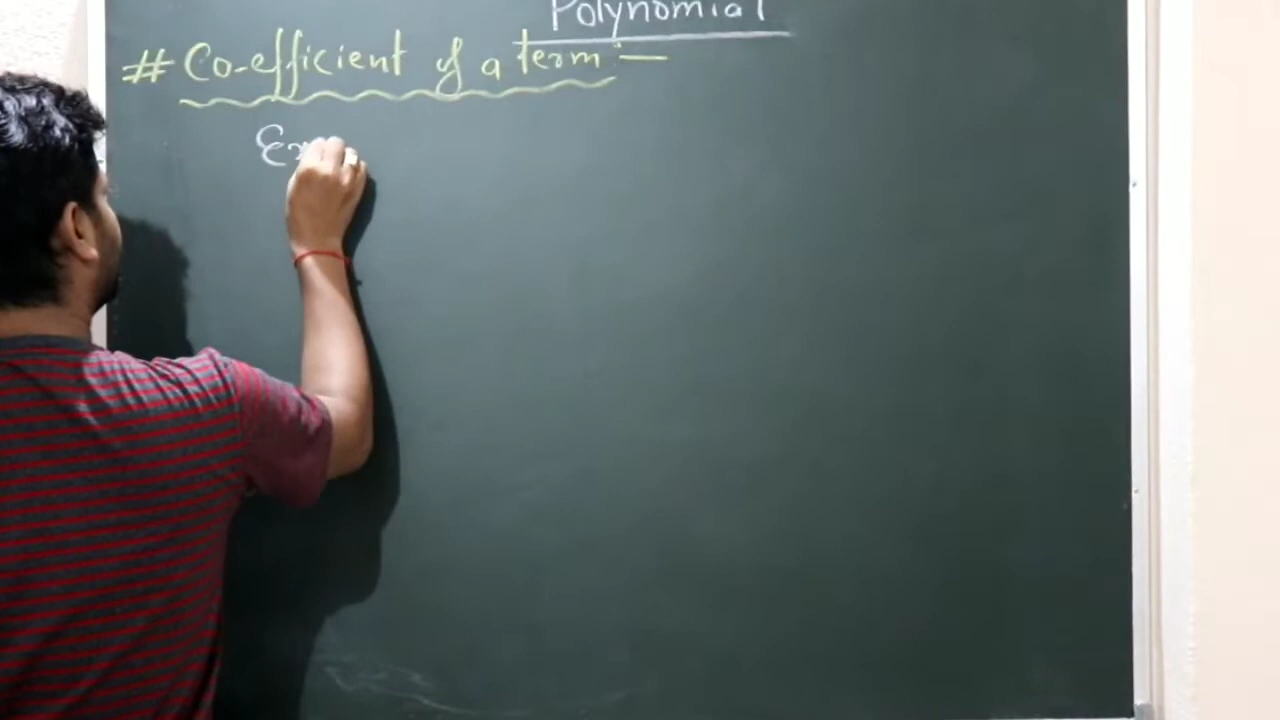 Polynomial
# Co-efficient of a term :—